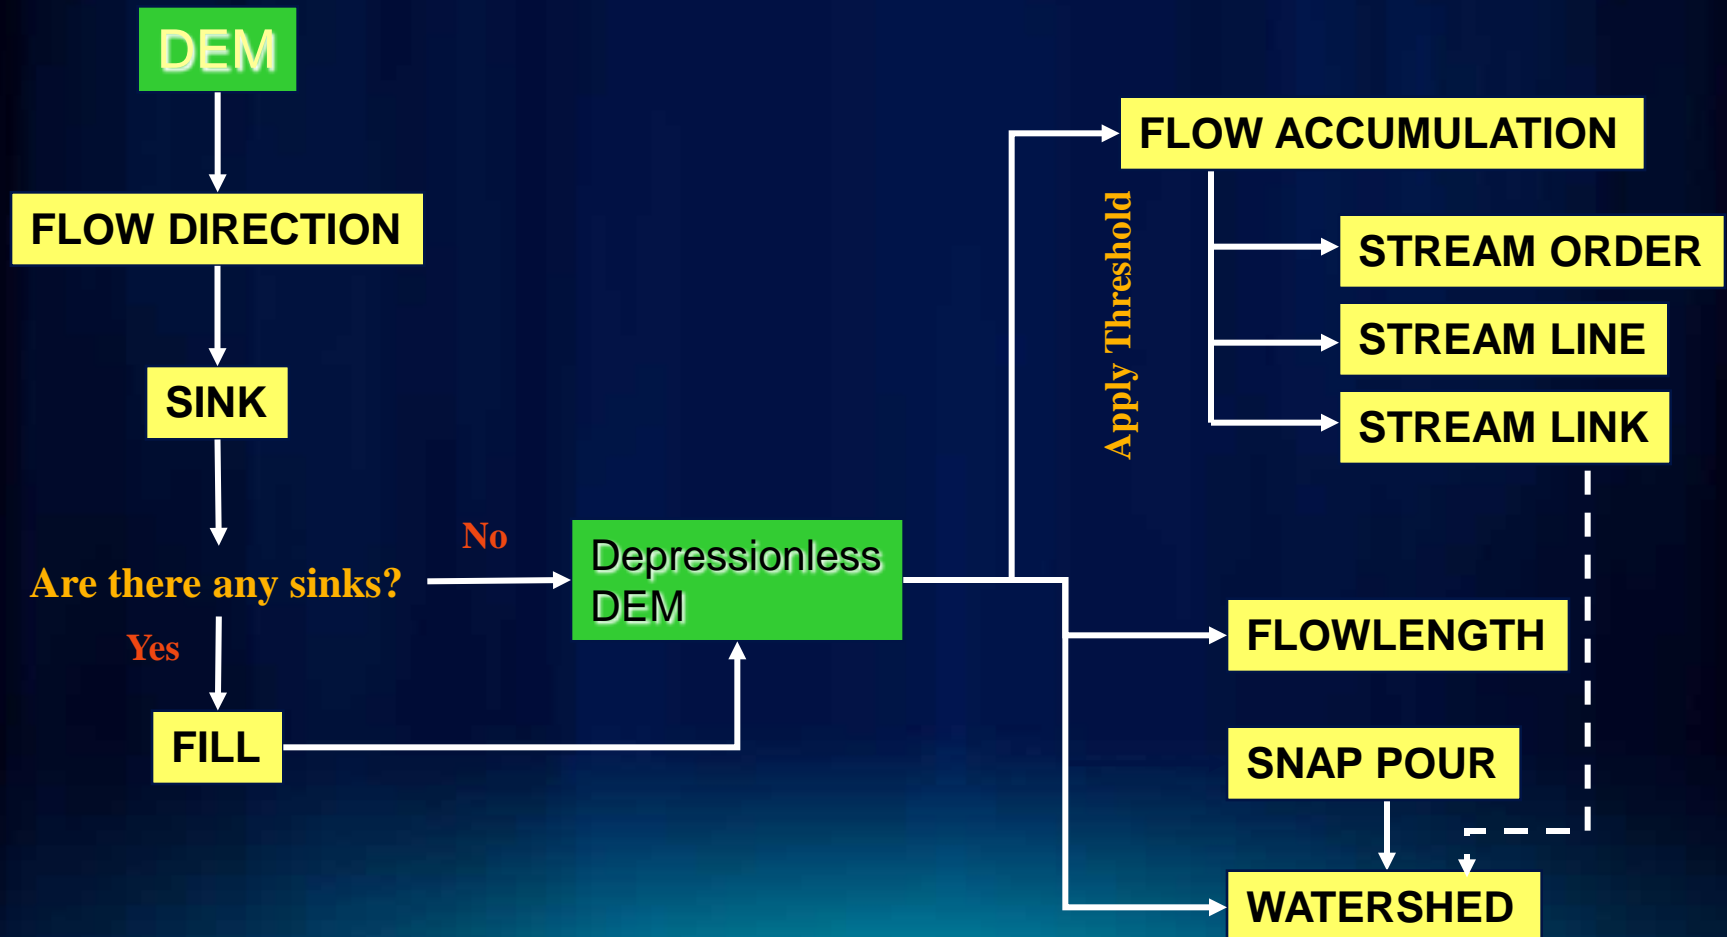 DEM
FLOW DIRECTION
SINK
Are there any sinks?
No
Yes
FILL
Depressionless
DEM
FLOW ACCUMULATION
Apply Threshold
STREAM ORDER
STREAM LINE
STREAM LINK
FLOWLENGTH
SNAP POUR
WATERSHED